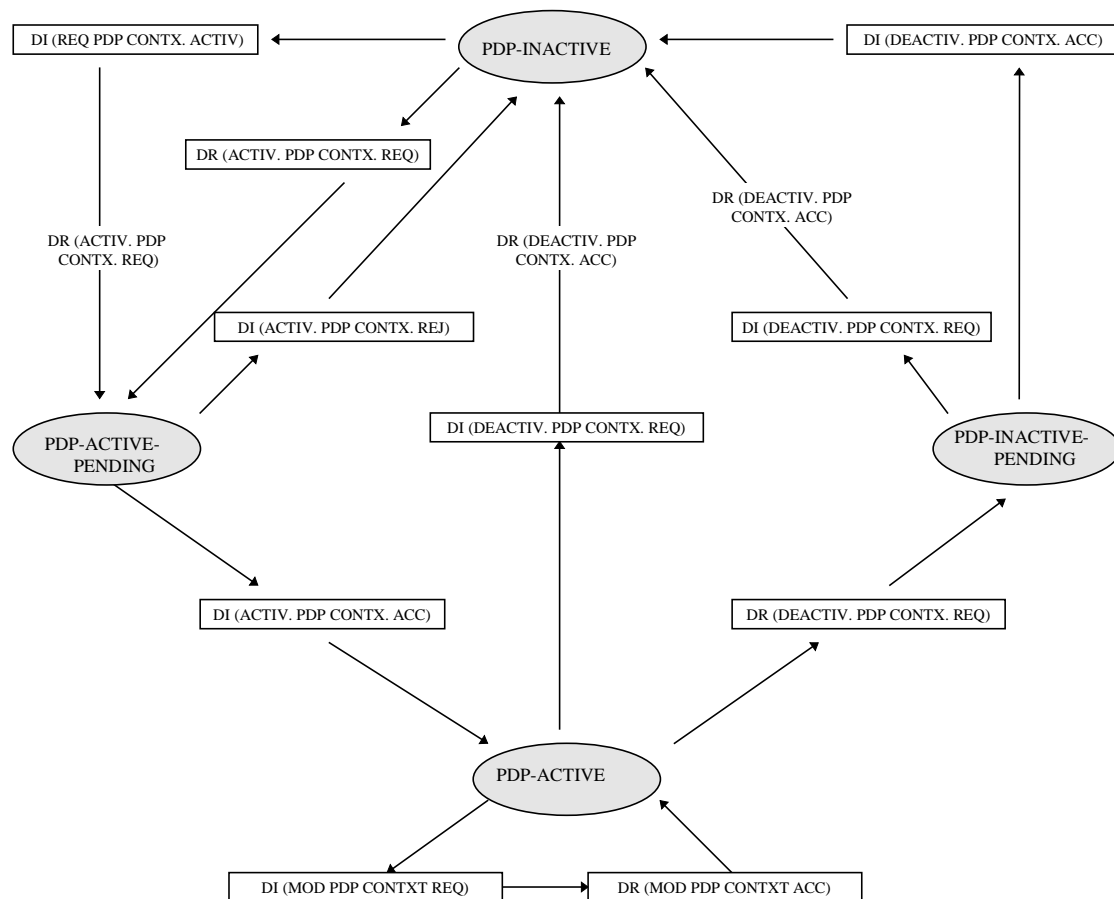 DI (REQ PDP CONTX. ACTIV)
PDP-INACTIVE
DI (DEACTIV. PDP CONTX. ACC)
DR (ACTIV. PDP CONTX. REQ)
DR (DEACTIV. PDP
CONTX. ACC)
DR (ACTIV. PDP
CONTX. REQ)
DR (DEACTIV. PDP
CONTX. ACC)
DI (ACTIV. PDP CONTX. REJ)
DI (DEACTIV. PDP CONTX. REQ)
PDP-ACTIVE-
PENDING
DI (DEACTIV. PDP CONTX. REQ)
PDP-INACTIVE-
PENDING
DI (ACTIV. PDP CONTX. ACC)
DR (DEACTIV. PDP CONTX. REQ)
PDP-ACTIVE
DI (MOD PDP CONTXT REQ)
DR (MOD PDP CONTXT ACC)